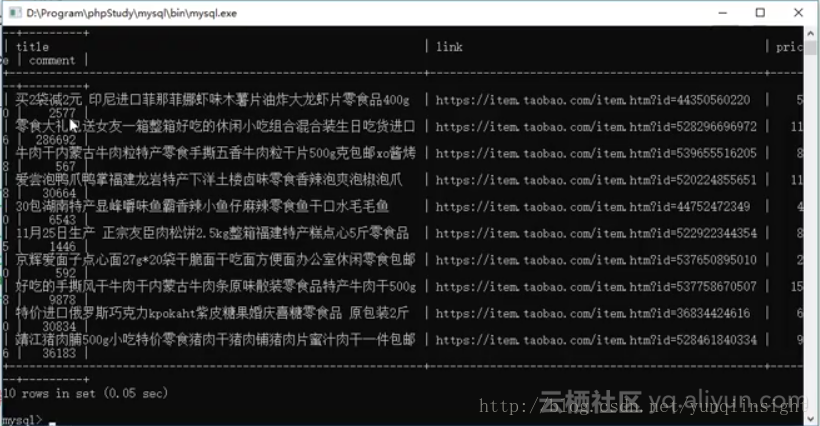 D:\Program\phpStudy\mysql\bin\mysql.exe
--+---------+
| title | link | pric
e | comment |
+--
--+---------+
| 买2袋减2元 印尼进口菲那菲娜虾味木薯片油炸大龙虾片零食品400g | https://item.taobao.com/item.htm?id=44350560220 | 5
0 | 2577 |
| 零食大礼包送女友一箱整箱好吃的休闲小吃组合混合装生日吃货进口 | https://item.taobao.com/item.htm?id=528296696972 | 11
6 | 286692 |
| 牛肉干内蒙古牛肉粒特产零食手撕五香牛肉粒干片500g克包邮xo酱烤 | https://item.taobao.com/item.htm?id=539655516205 | 8
8 | 567 |
| 爱尝泡鸭爪鸭掌福建龙岩特产下洋土楼卤味零食香辣泡爽泡椒泡爪 | https://item.taobao.com/item.htm?id=520224855651 | 11
| 30664 |
| 30包湖南特产显峰嚼味鱼霸香辣小鱼仔麻辣零食鱼干口水毛毛鱼 | https://item.taobao.com/item.htm?id=44752472349 | 4
| 6543 |
| 11月25日生产 正宗友臣肉松饼2.5kg整箱福建特产糕点心5斤零食品 | https://item.taobao.com/item.htm?id=522922344354 | 8
5 | 1446 |
| 京辉爱面子点心面27g*20袋干脆面干吃面方便面办公室休闲零食包邮 | https://item.taobao.com/item.htm?id=537650895010 | 2
| 592 |
| 好吃的手撕风干牛肉干内蒙古牛肉条原味散装零食品特产牛肉干500g | https://item.taobao.com/item.htm?id=537758670507 | 15
8 | 9878 |
| 特价进口俄罗斯巧克力kpokaht紫皮糖果婚庆喜糖零食品 原包装2斤 | https://item.taobao.com/item.htm?id=36834424616 | 6
0 | 30834 |
| 靖江猪肉脯500g小吃特价零食猪肉干猪肉铺猪肉片蜜汁肉干一件包邮 | https://item.taobao.com/item.htm?id=528461840334 | 9
6 | 36183 |
--+---------+
10 rows in set (0.05 sec)
云栖社区 yq.aliyun.com
http://blog.csdn.net/yunqiinsight
mysql>